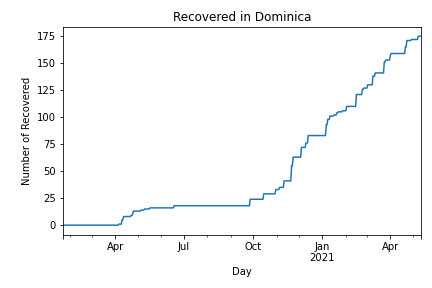 Recovered in Dominica
Number of Recovered
175
150
125
100
75
50
25
0
Apr
Jul
Oct
Jan
2021
Apr
Day